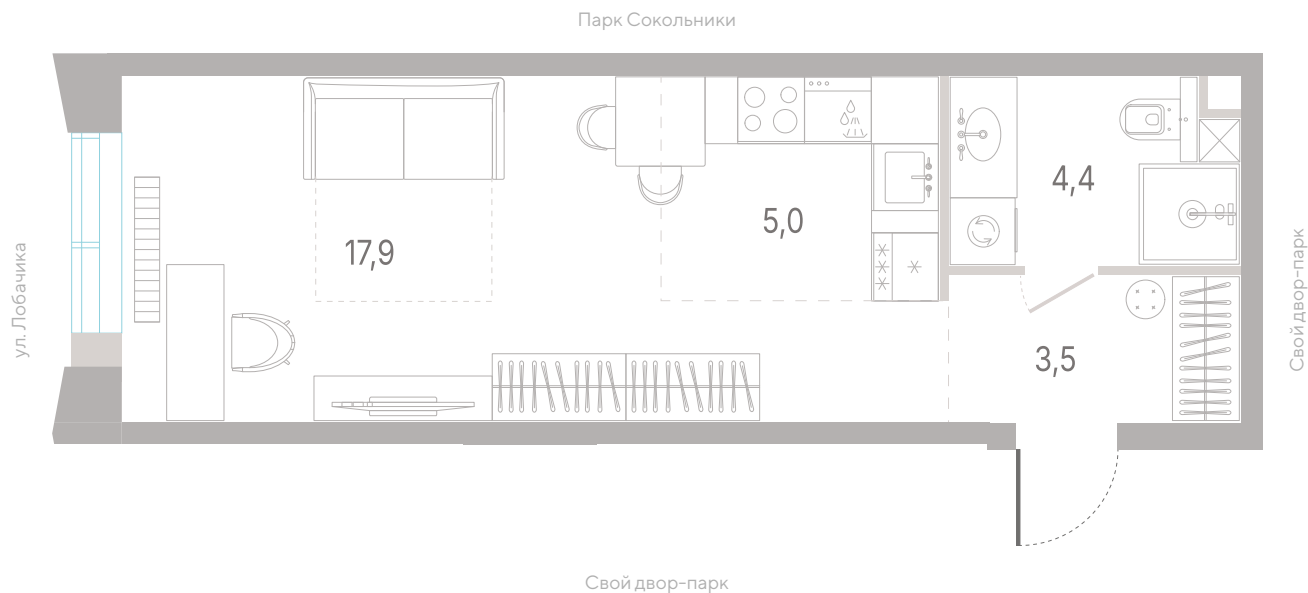 Парк Сокольники
4,4
5,0
17,9
ул. Лобачика
Свой двор-парк
3,5
Свой двор-парк